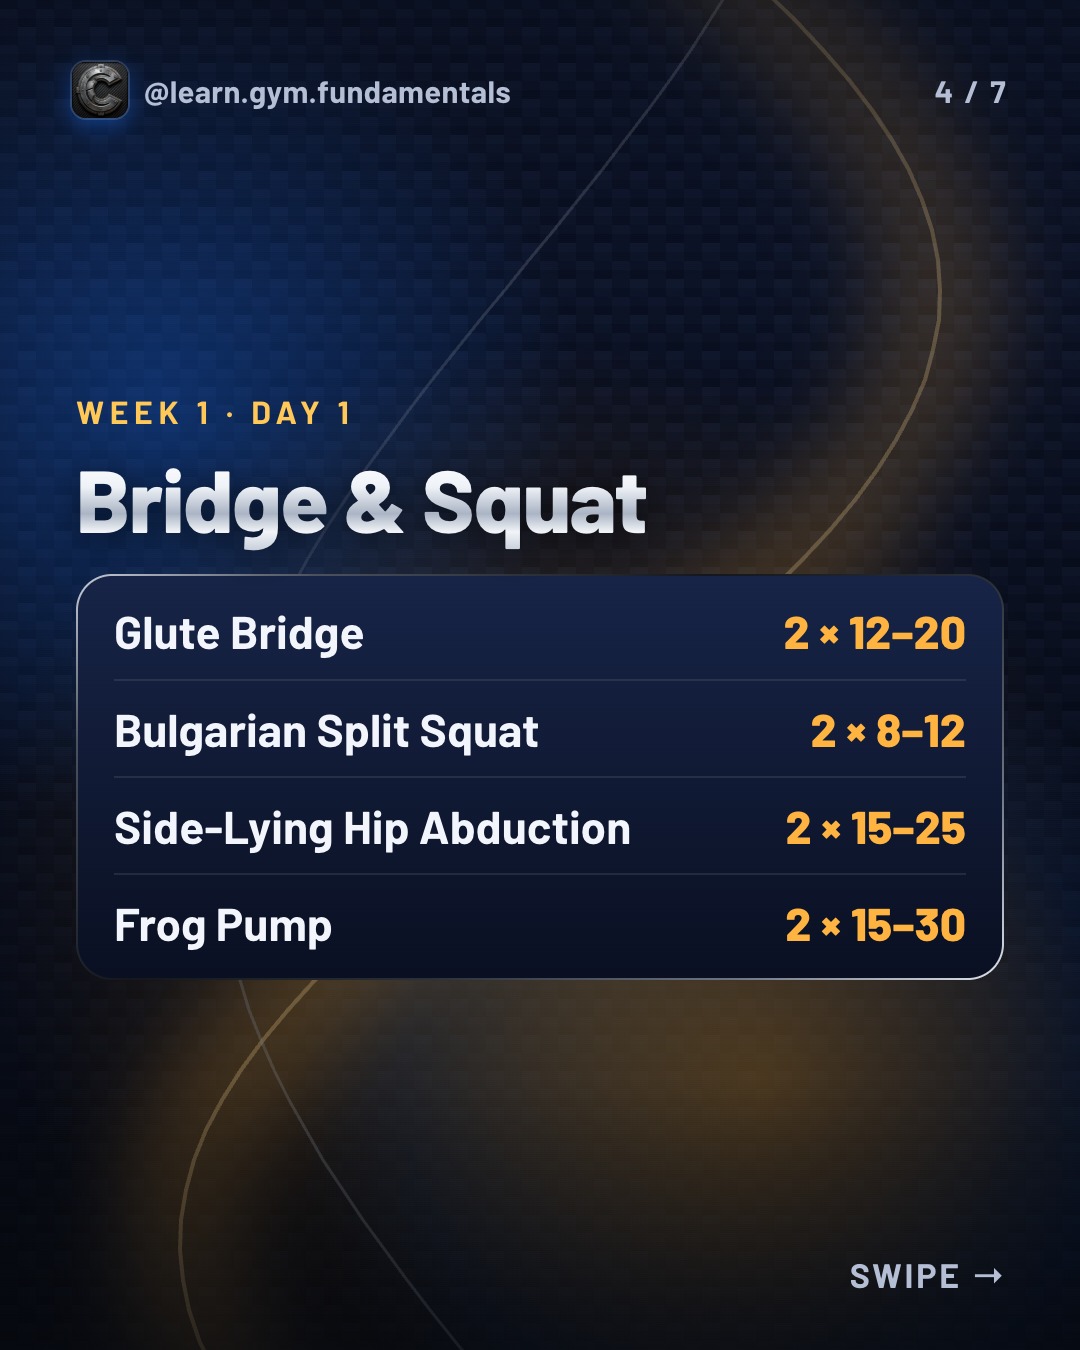 @learn.gym.fundamentals
4 / 7
WEEK 1 · DAY 1
Bridge & Squat
Glute Bridge 2 × 12–20
Bulgarian Split Squat 2 × 8–12
Side-Lying Hip Abduction 2 × 15–25
Frog Pump 2 × 15–30
SWIPE →